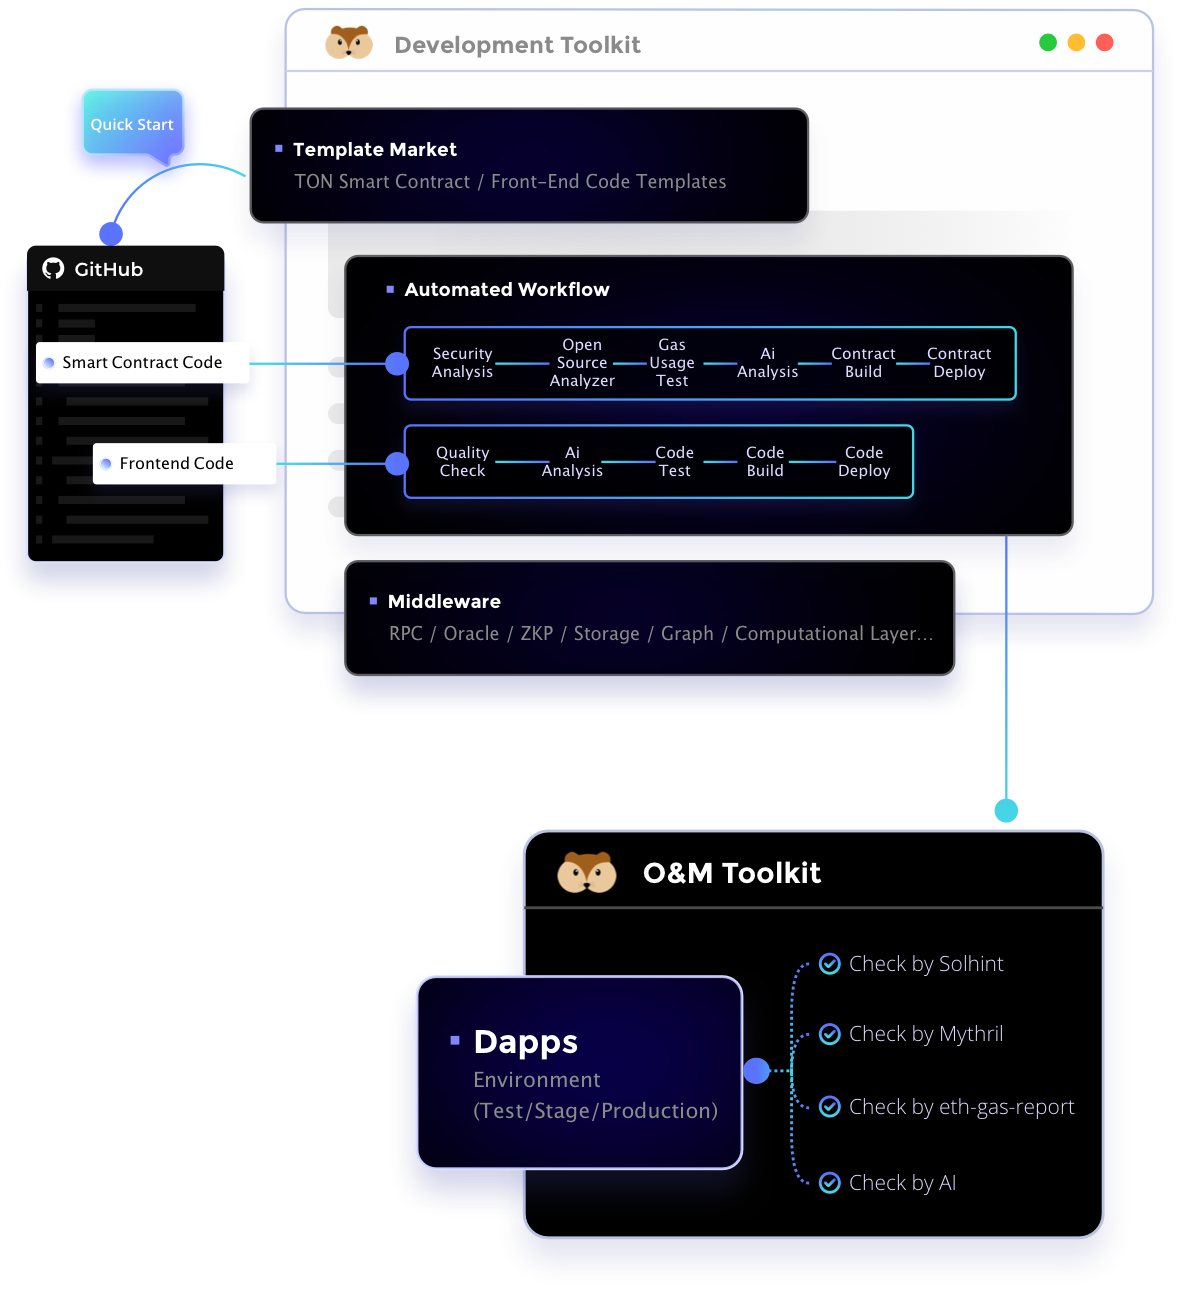 Development Toolkit
Quick Start
Template Market
TON Smart Contract / Front-End Code Templates
GitHub
Automated Workflow
Smart Contract Code
Security
Analysis
Open
Source
Analyzer
Gas
Usage
Test
Ai
Analysis
Contract
Build
Contract
Deploy
Frontend Code
Quality
Check
Ai
Analysis
Code
Test
Code
Build
Code
Deploy
Middleware
RPC / Oracle / ZKP / Storage / Graph / Computational Layer...
O&M Toolkit
Dapps
Environment
(Test/Stage/Production)
Check by Solhint
Check by Mythril
Check by eth-gas-report
Check by AI